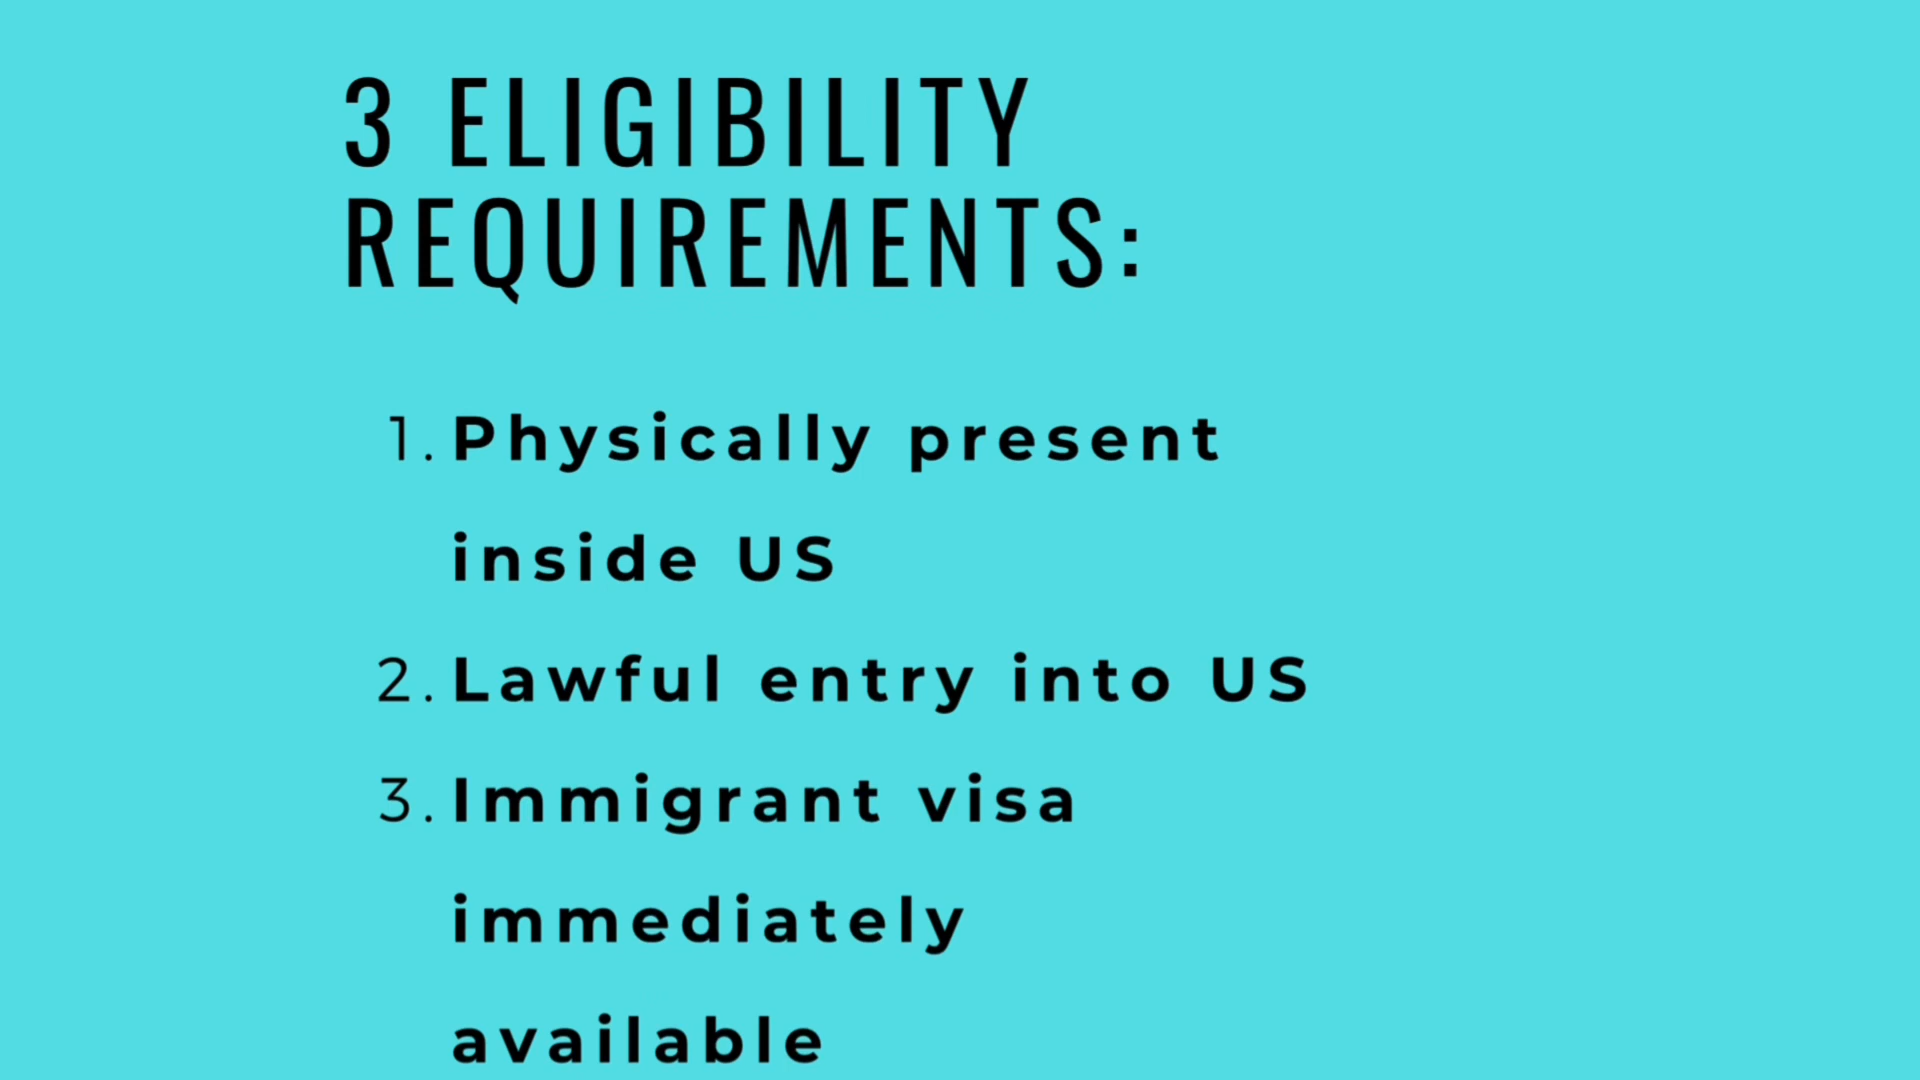 3 ELIGIBILITY
REQUIREMENTS:
1. Physically present
inside US
2. Lawful entry into US
3. Immigrant visa
immediately
available